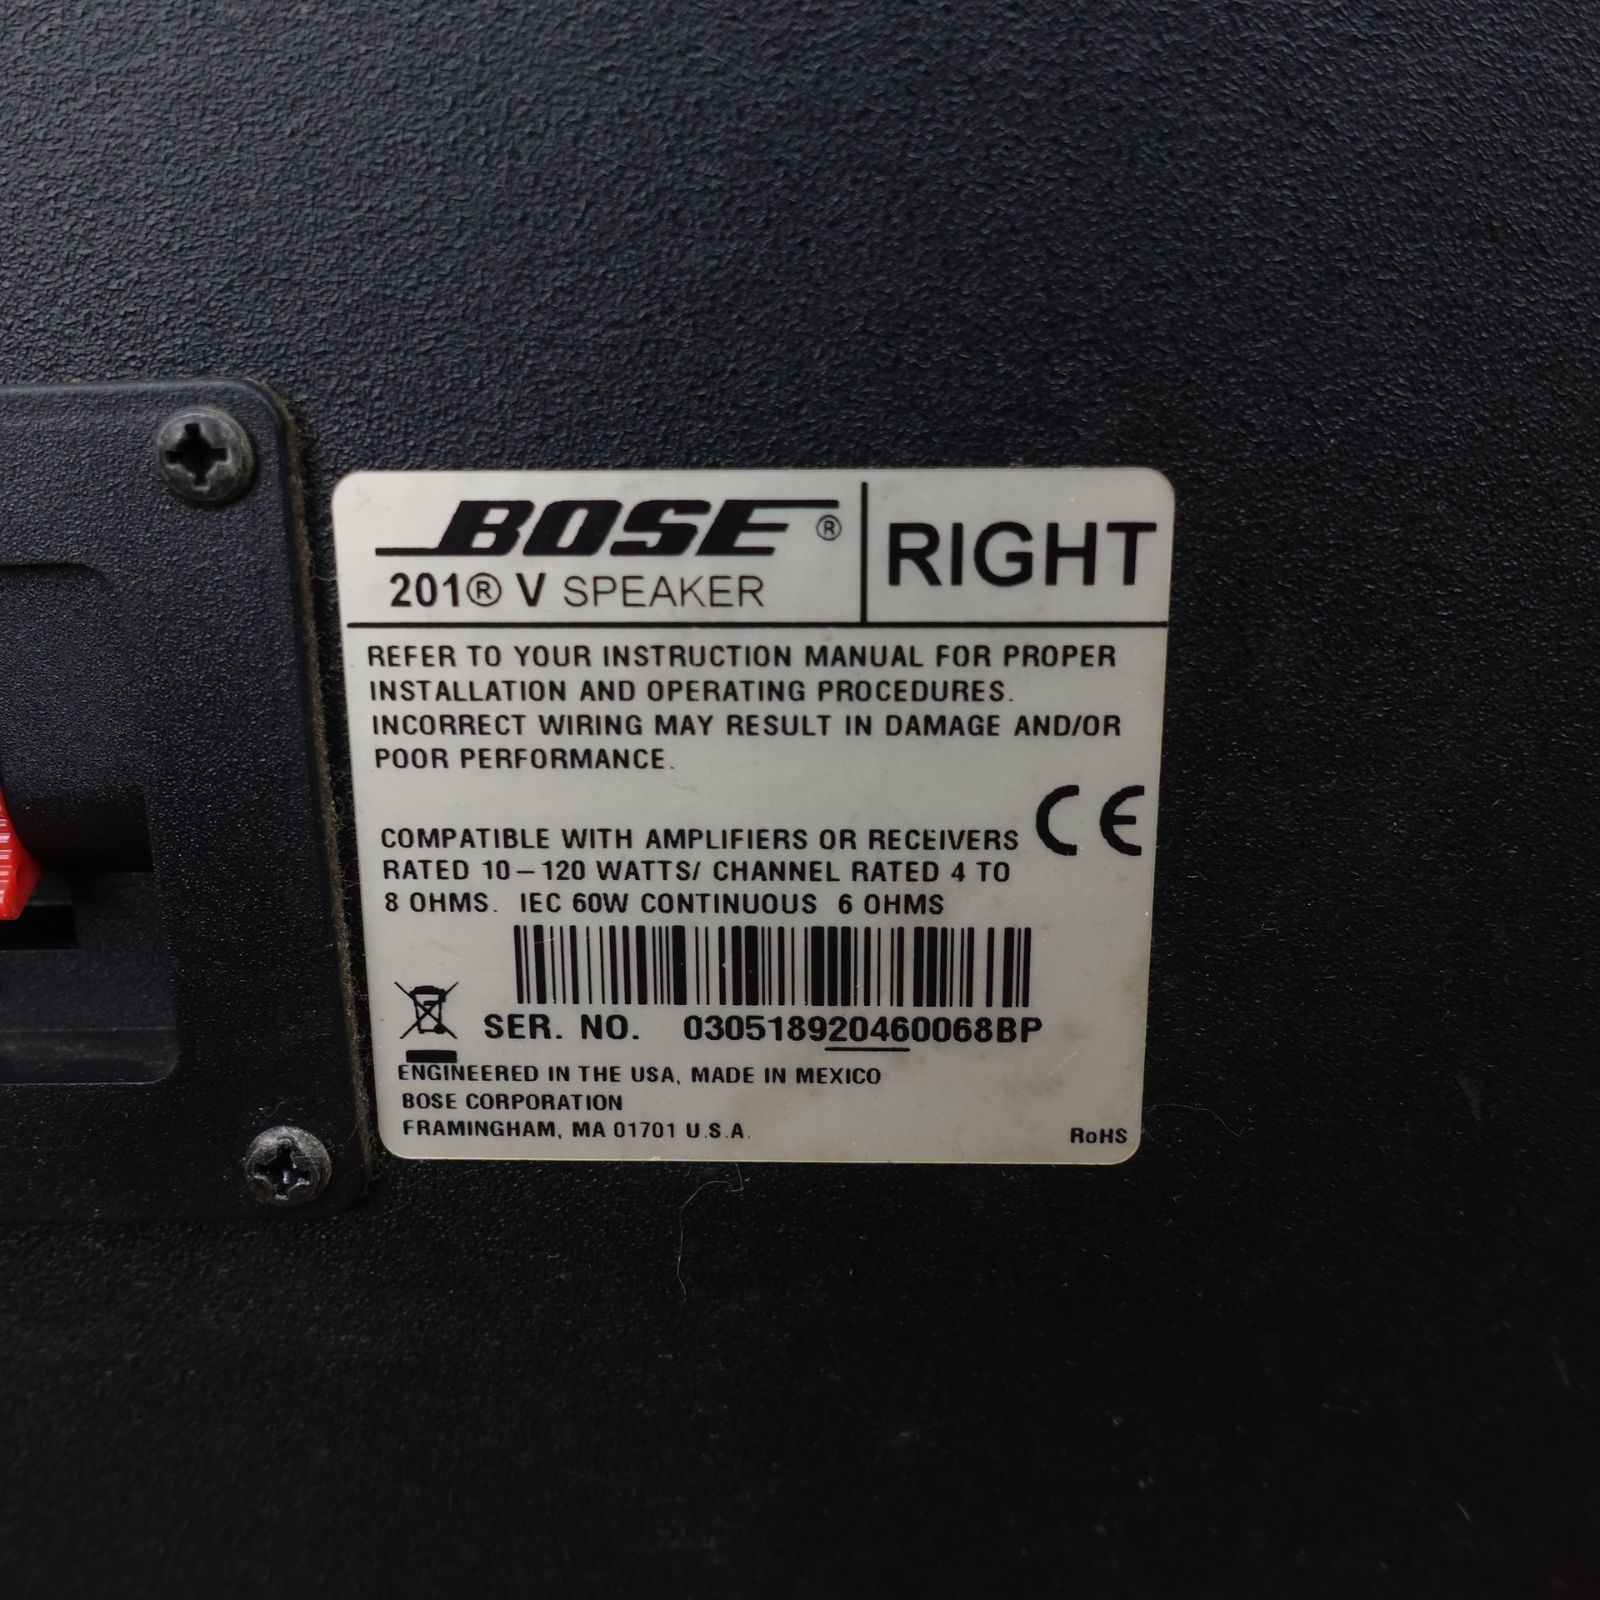 BOSE®
201® V SPEAKER
RIGHT
REFER TO YOUR INSTRUCTION MANUAL FOR PROPER
INSTALLATION AND OPERATING PROCEDURES.
INCORRECT WIRING MAY RESULT IN DAMAGE AND/OR
POOR PERFORMANCE.
CE
COMPATIBLE WITH AMPLIFIERS OR RECEIVERS
RATED 10–120 WATTS/ CHANNEL RATED 4 TO
8 OHMS. IEC 60W CONTINUOUS 6 OHMS
SER. NO. 030518920460068BP
ENGINEERED IN THE USA, MADE IN MEXICO
BOSE CORPORATION
FRAMINGHAM, MA 01701 U.S.A.
RoHS